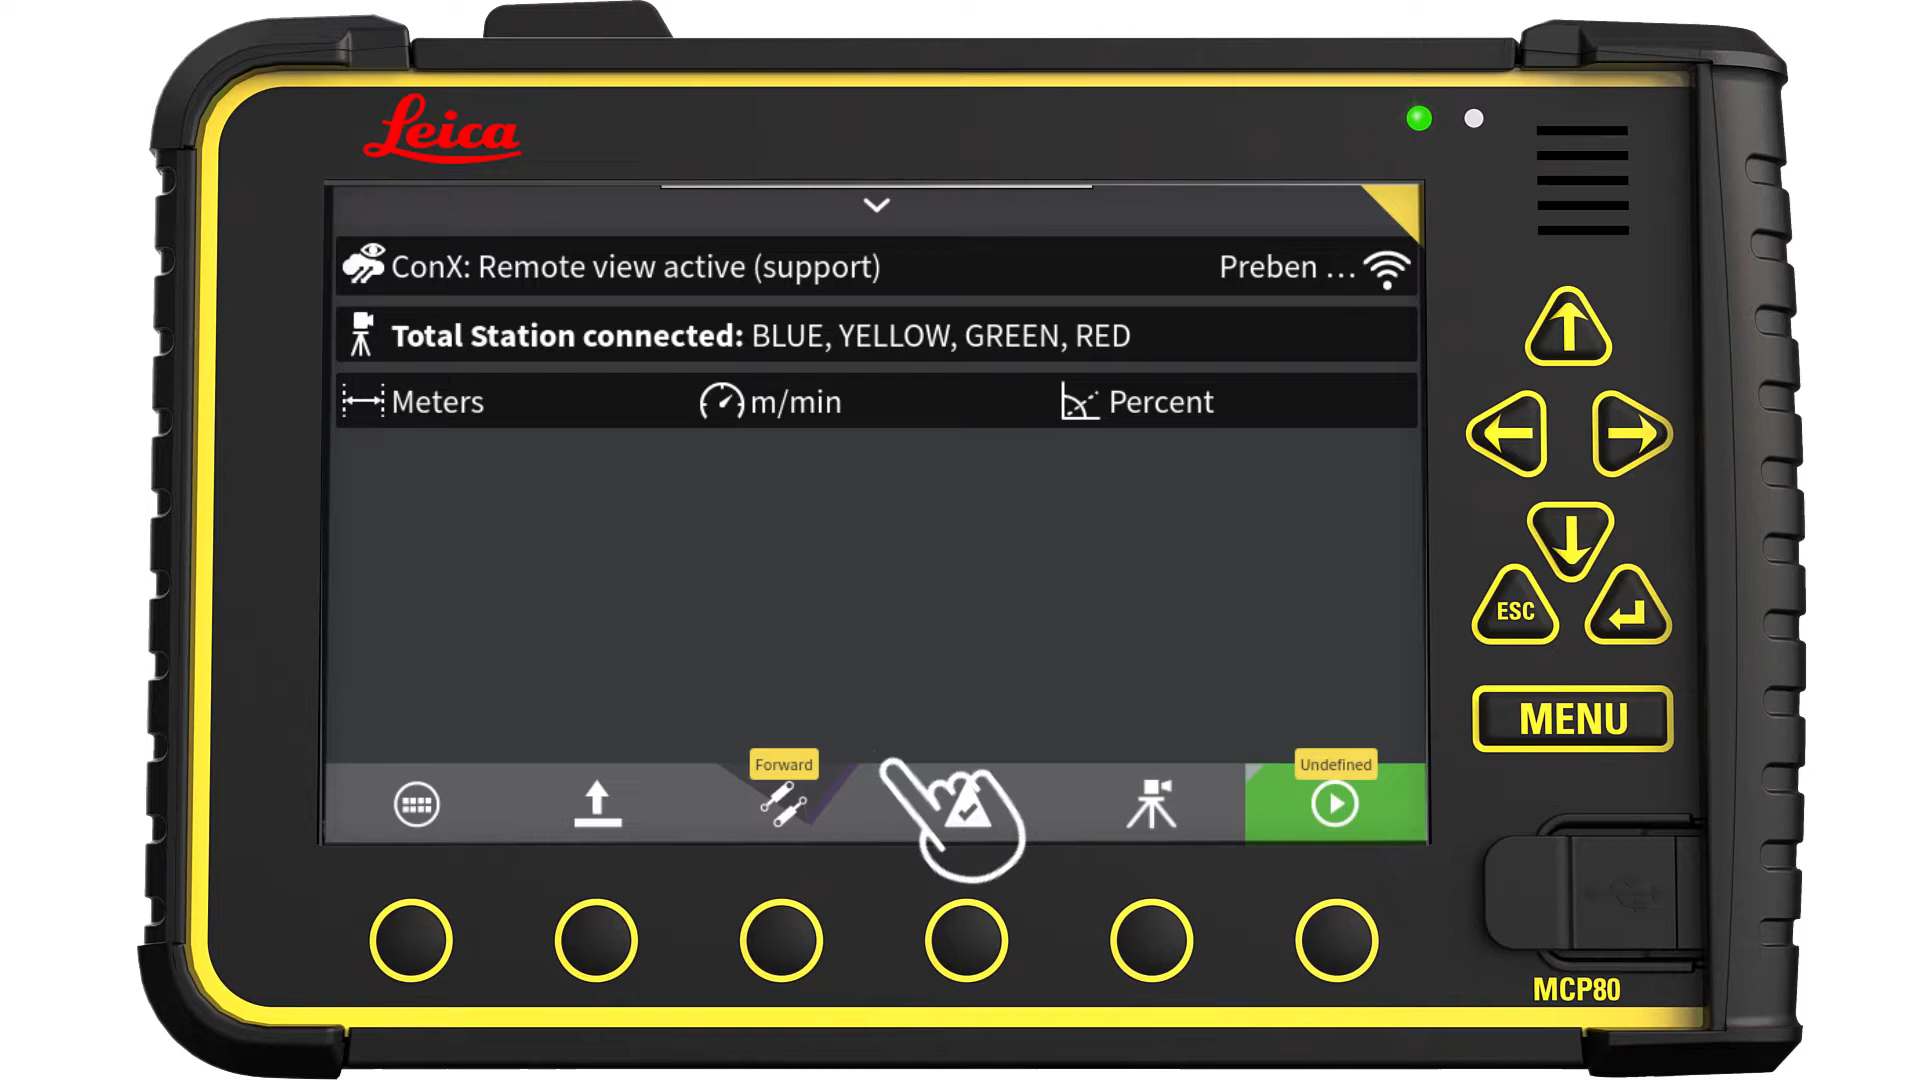 Leica
ConX: Remote view active (support) Preben ...
Total Station connected: BLUE, YELLOW, GREEN, RED
Meters m/min Percent
ESC
MENU
Forward Undefined
MCP80